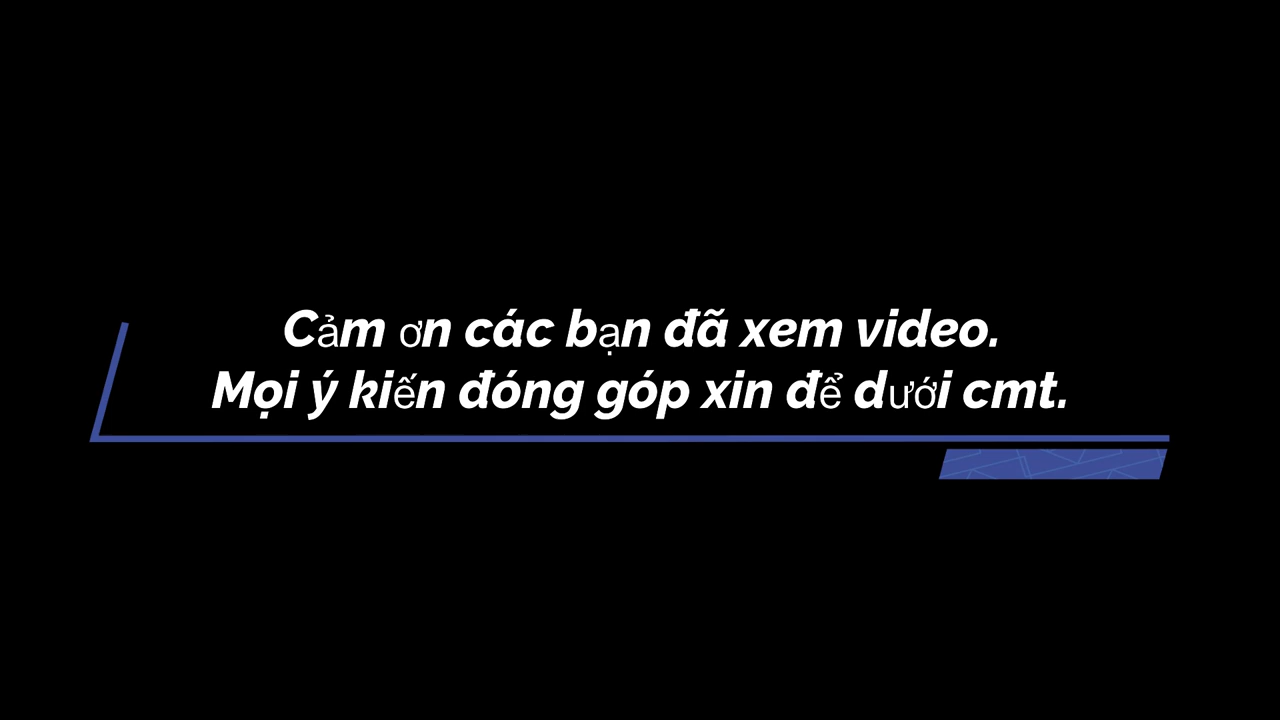 Cảm ơn các bạn đã xem video.
Mọi ý kiến đóng góp xin để dưới cmt.